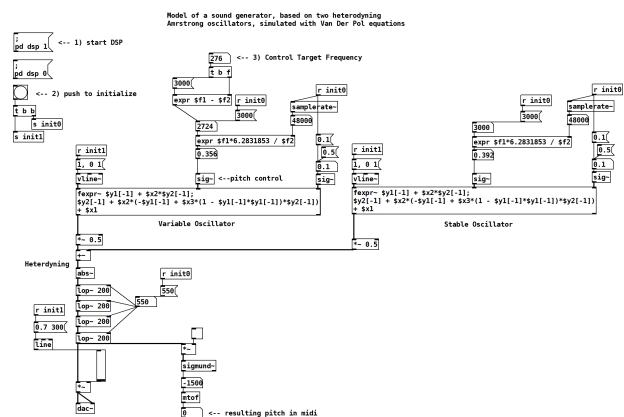 Model of a sound generator, based on two heterodyning
Amrstrong oscillators, simulated with Van Der Pol equations
;
pd dsp 1
<-- 1) start DSP
;
pd dsp 0
<-- 2) push to initialize
t b b
s init0
s init1
276
<-- 3) Control Target Frequency
t b f
3000
expr $f1 - $f2
r init0
3000
2724
r init0
samplerate~
48000
expr $f1*6.2831853 / $f2
0.356
0.1
0.5
0.1
r init1
1, 0 1
vline~
sig~
<--pitch control
sig~
fexpr~ $y1[-1] + $x2*$y2[-1];
$y2[-1] + $x2*(-$y1[-1] + $x3*(1 - $y1[-1]*$y1[-1])*$y2[-1])
+ $x1
Variable Oscillator
r init0
3000
3000
r init0
samplerate~
48000
expr $f1*6.2831853 / $f2
0.392
0.1
0.5
0.1
r init1
1, 0 1
vline~
sig~
sig~
fexpr~ $y1[-1] + $x2*$y2[-1];
$y2[-1] + $x2*(-$y1[-1] + $x3*(1 - $y1[-1]*$y1[-1])*$y2[-1])
+ $x1
Stable Oscillator
*~ 0.5
*~ 0.5
+~
Heterdyning
abs~
r init0
550
550
lop~ 200
lop~ 200
lop~ 200
lop~ 200
r init1
0.7 300
line
*~
dac~
*~
sigmund~
-1500
mtof
0
<-- resulting pitch in midi